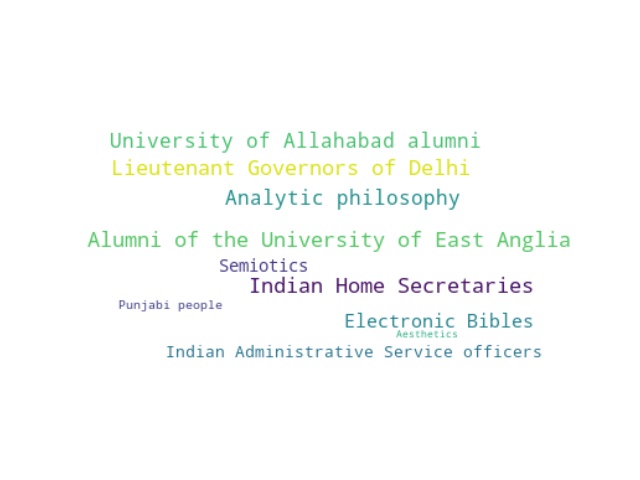 University of Allahabad alumni
Lieutenant Governors of Delhi
Analytic philosophy
Alumni of the University of East Anglia
Semiotics
Indian Home Secretaries
Punjabi people
Electronic Bibles
Aesthetics
Indian Administrative Service officers